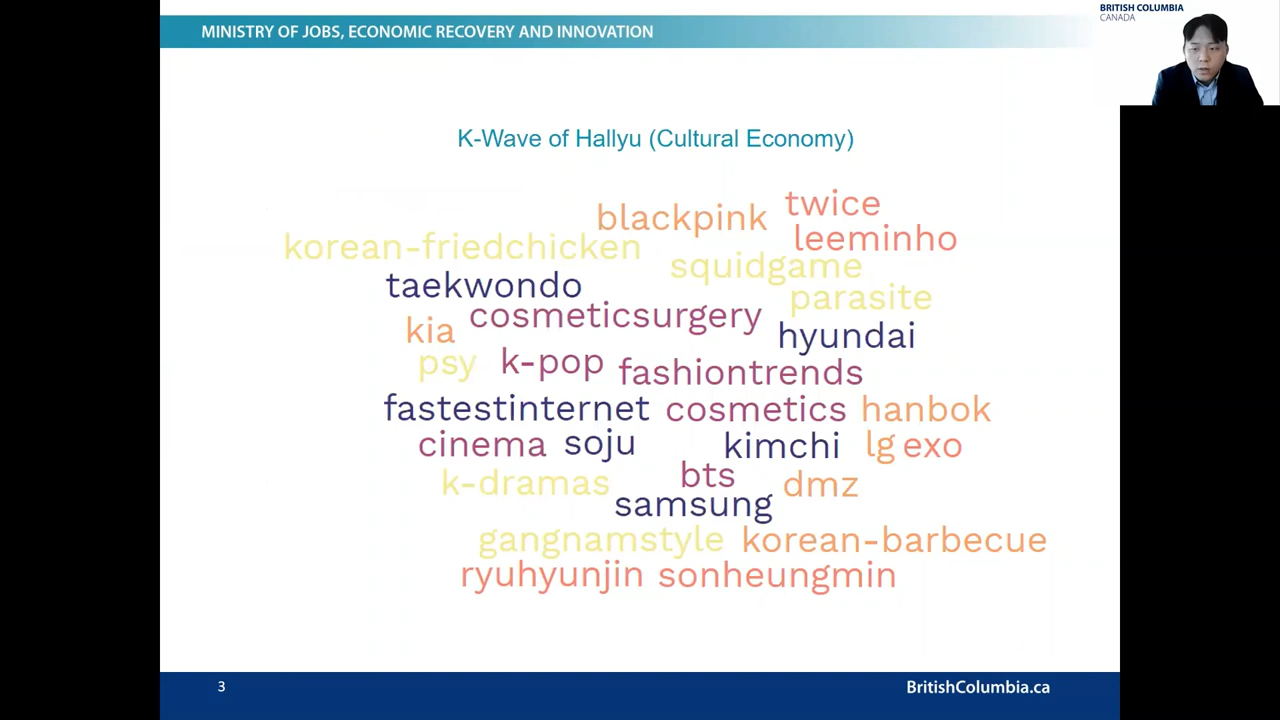 MINISTRY OF JOBS, ECONOMIC RECOVERY AND INNOVATION
BRITISH COLUMBIA
CANADA
K-Wave of Hallyu (Cultural Economy)
twice
blackpink
leeminho
korean-friedchicken
squidgame
taekwondo
parasite
cosmeticsurgery
kia
hyundai
psy k-pop fashiontrends
fastestinternet cosmetics hanbok
cinema soju kimchi lg exo
k-dramas bts dmz
samsung
gangnamstyle korean-barbecue
ryuhyunjin sonheungmin
3
BritishColumbia.ca